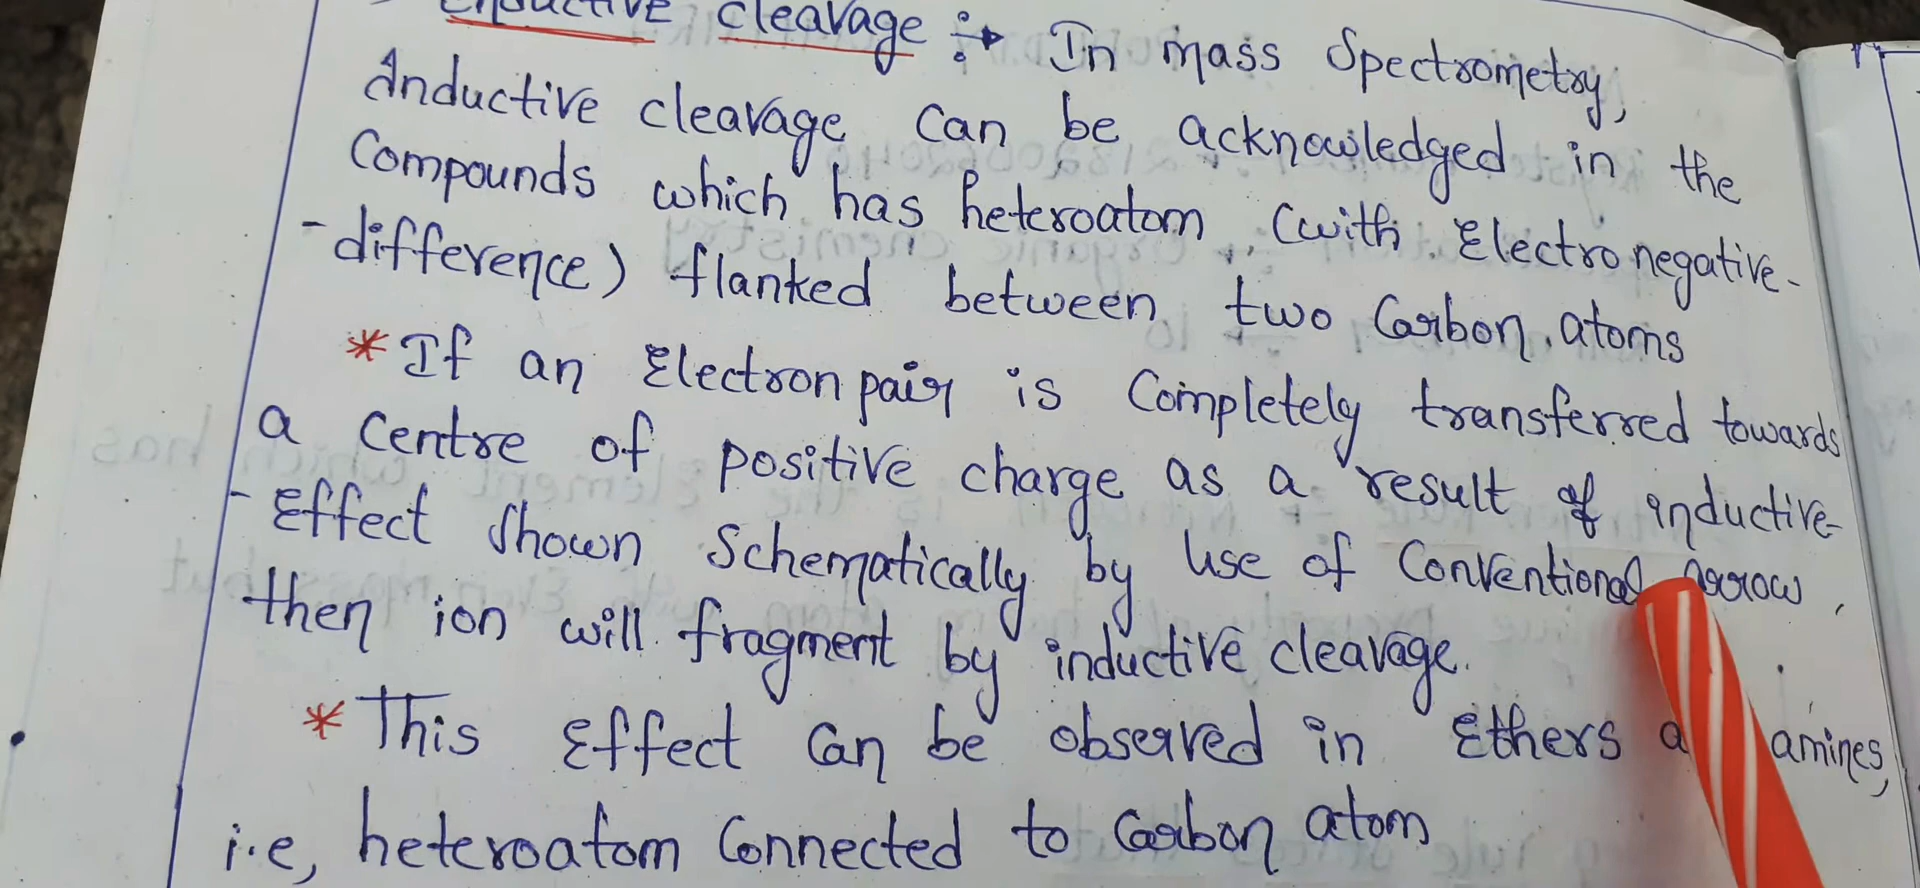 inductive cleavage :→ In mass Spectrometry,
Inductive cleavage can be acknowledged in the
Compounds which has heteroatom (with Electronegative-
-difference) flanked between two Carbon atoms
* If an Electron pair is Completely transferred towards
a centre of positive charge as a result of inductive-
-Effect shown Schematically by use of Conventional Arrow,
then ion will fragment by inductive cleavage.
* This Effect Can be observed in Ethers a amines,
i.e, heteroatom Connected to Carbon atom